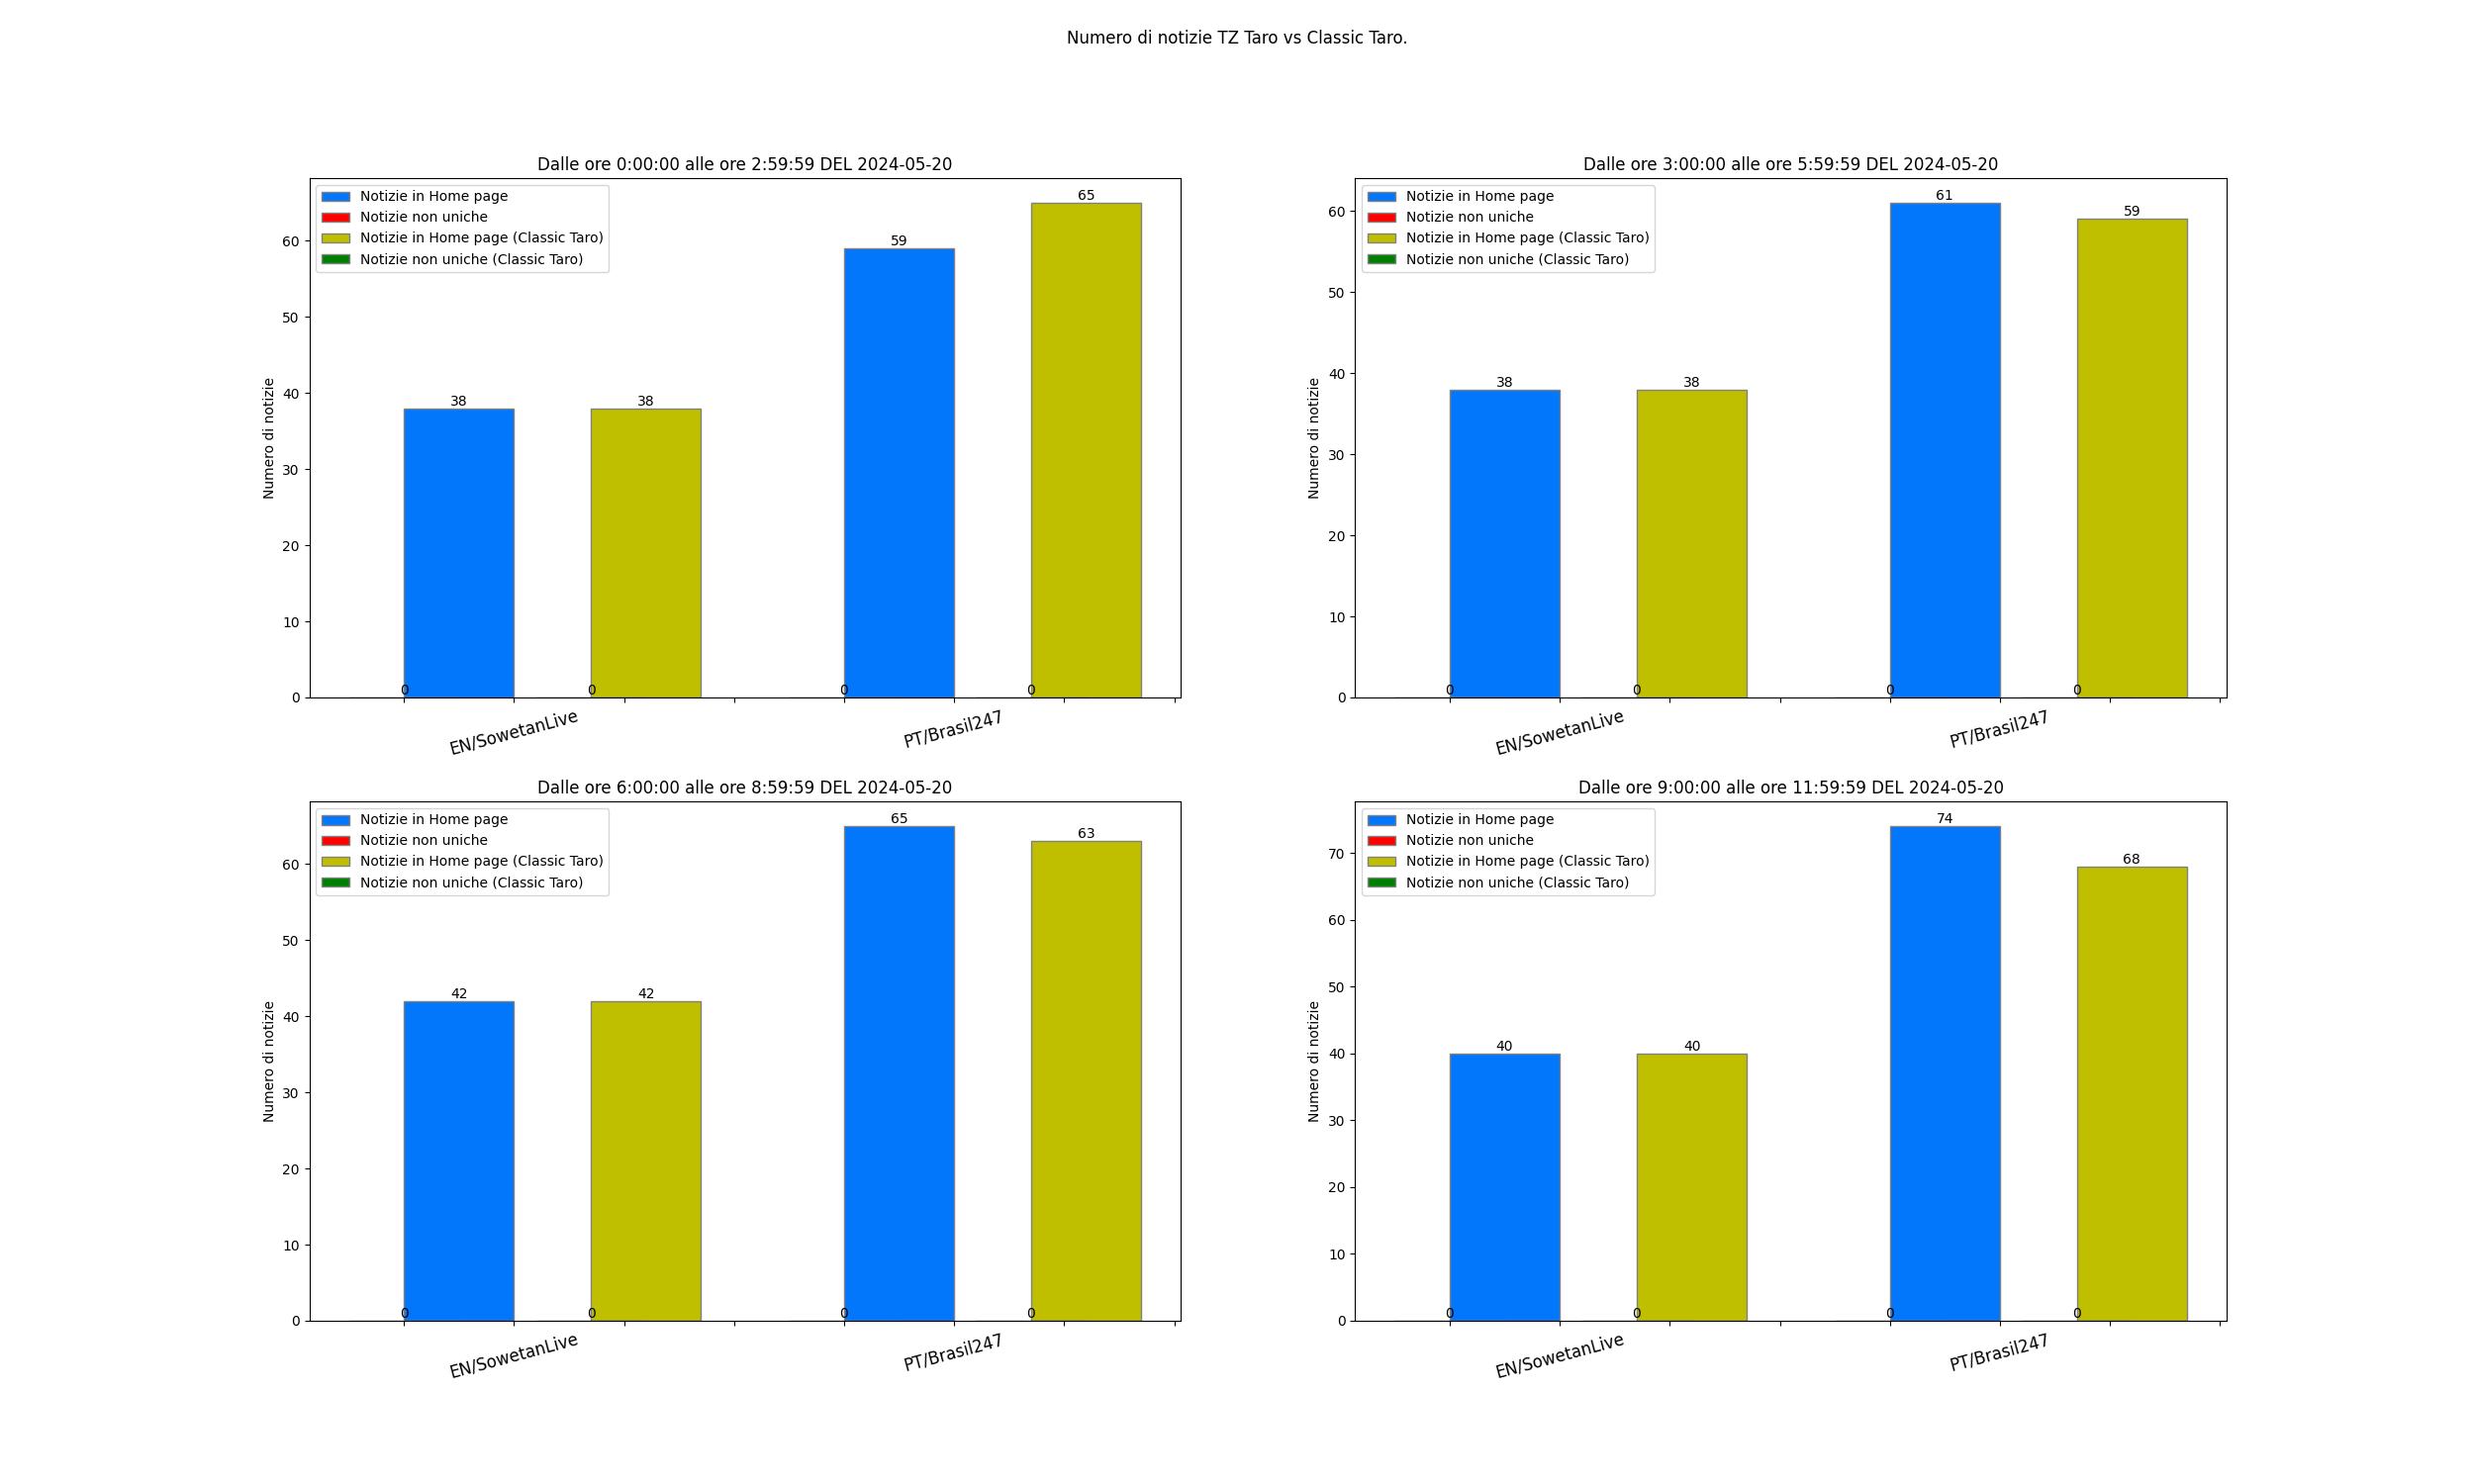 Numero di notizie TZ Taro vs Classic Taro.
Dalle ore 0:00:00 alle ore 2:59:59 DEL 2024-05-20
Notizie in Home page
Notizie non uniche
Notizie in Home page (Classic Taro)
Notizie non uniche (Classic Taro)
Numero di notizie
60
50
40
30
20
10
0
38
38
59
65
0
0
0
0
EN/SowetanLive
PT/Brasil247
Dalle ore 3:00:00 alle ore 5:59:59 DEL 2024-05-20
Notizie in Home page
Notizie non uniche
Notizie in Home page (Classic Taro)
Notizie non uniche (Classic Taro)
Numero di notizie
60
50
40
30
20
10
0
38
38
61
59
0
0
0
0
EN/SowetanLive
PT/Brasil247
Dalle ore 6:00:00 alle ore 8:59:59 DEL 2024-05-20
Notizie in Home page
Notizie non uniche
Notizie in Home page (Classic Taro)
Notizie non uniche (Classic Taro)
Numero di notizie
60
50
40
30
20
10
0
42
42
65
63
0
0
0
0
EN/SowetanLive
PT/Brasil247
Dalle ore 9:00:00 alle ore 11:59:59 DEL 2024-05-20
Notizie in Home page
Notizie non uniche
Notizie in Home page (Classic Taro)
Notizie non uniche (Classic Taro)
Numero di notizie
70
60
50
40
30
20
10
0
40
40
74
68
0
0
0
0
EN/SowetanLive
PT/Brasil247